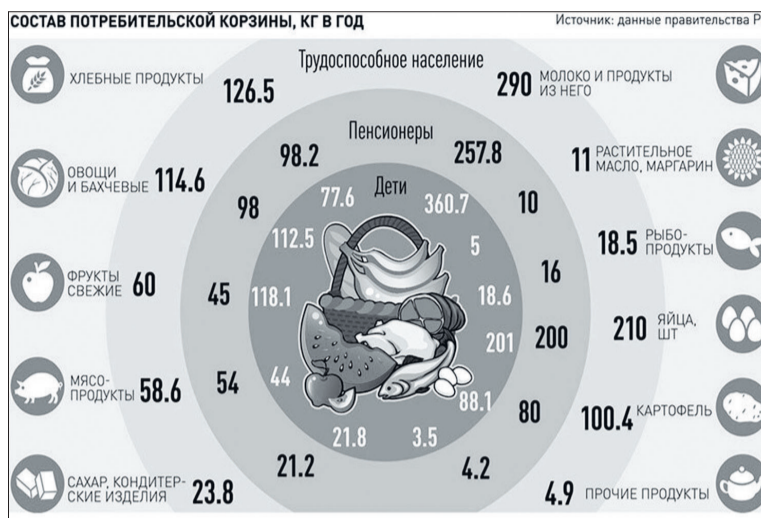 СОСТАВ ПОТРЕБИТЕЛЬСКОЙ КОРЗИНЫ, КГ В ГОД
Источник: данные правительства Р
Трудоспособное население
ХЛЕБНЫЕ ПРОДУКТЫ
126.5
290
МОЛОКО И ПРОДУКТЫ
ИЗ НЕГО
Пенсионеры
98.2
257.8
ОВОЩИ
И БАХЧЕВЫЕ
114.6
98
11
РАСТИТЕЛЬНОЕ
МАСЛО, МАРГАРИН
10
Дети
77.6
360.7
112.5
5
18.5
РЫБО-
ПРОДУКТЫ
16
ФРУКТЫ
СВЕЖИЕ
60
45
118.1
18.6
201
200
210
ЯЙЦА,
ШТ
МЯСО-
ПРОДУКТЫ
58.6
54
44
88.1
80
100.4
КАРТОФЕЛЬ
21.8
3.5
21.2
4.2
САХАР, КОНДИТЕР-
СКИЕ ИЗДЕЛИЯ
23.8
4.9
ПРОЧИЕ ПРОДУКТЫ